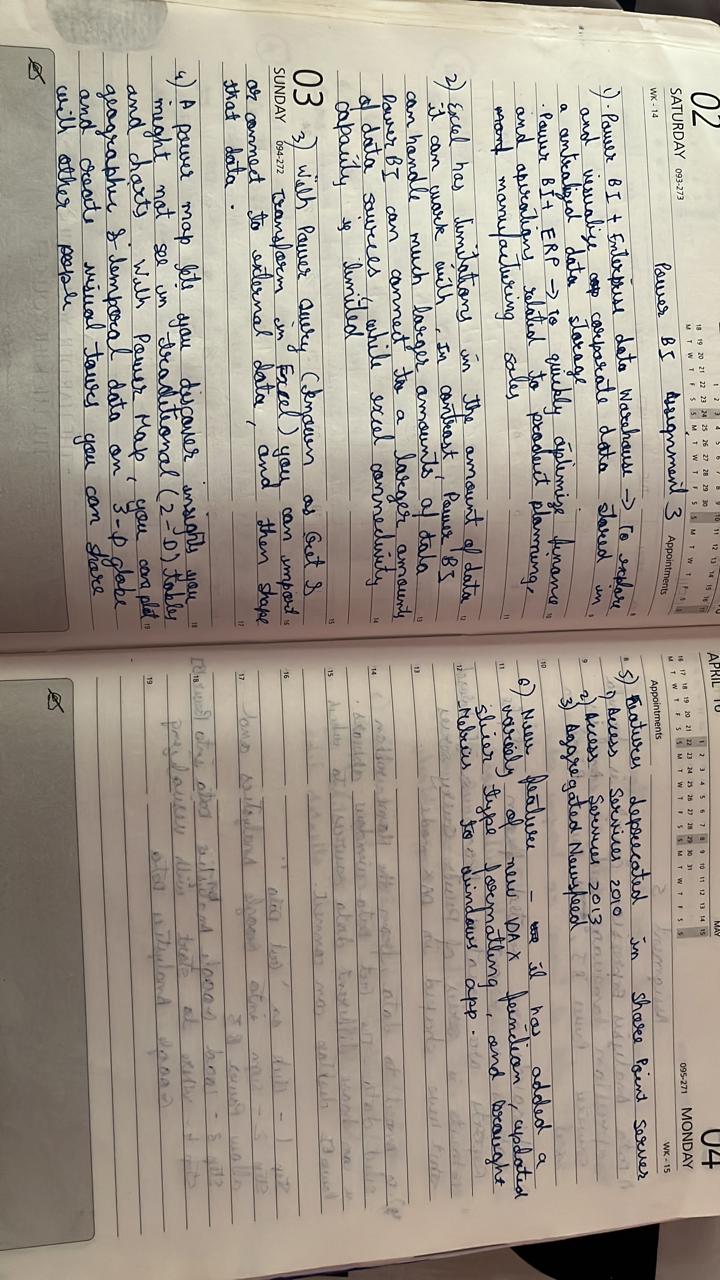 02
SATURDAY 093-273
WK - 14
Appointments
Power BI Assignment 3
1) · Power BI + Enterprise data Warehouse → To explore
and visualize corporate data stored in
a centralized data storage
· Power BI + ERP → To quickly optimize finance
and operations related to product planning,
manufacturing sales
2) Excel has limitations in the amount of data
it can work with. In contrast, Power BI
can handle much larger amounts of data
Power BI can connect to a larger amounts
of data sources, while excel connectivity
capacity is limited
03
SUNDAY 094-272
3) With Power Query (known as Get &
Transform in Excel) you can import
or connect to external data, and then shape
that data.
4) A power map lets you discover insights you
might not see in traditional (2-D) tables
and charts. With Power Map, you can plot
geographic & temporal data on 3-D globe
and create visual tours you can share
with other people
APRIL '16
04
095-271 MONDAY
WK - 15
Appointments
5) Features deprecated in Share Point Server
1) Access Services 2010
2) Access Services 2013
3) Aggregated Newsfeed
6) New feature - it has added a
variety of new DAX function, updated
slicer type formatting, and brought
Metrics to windows app.